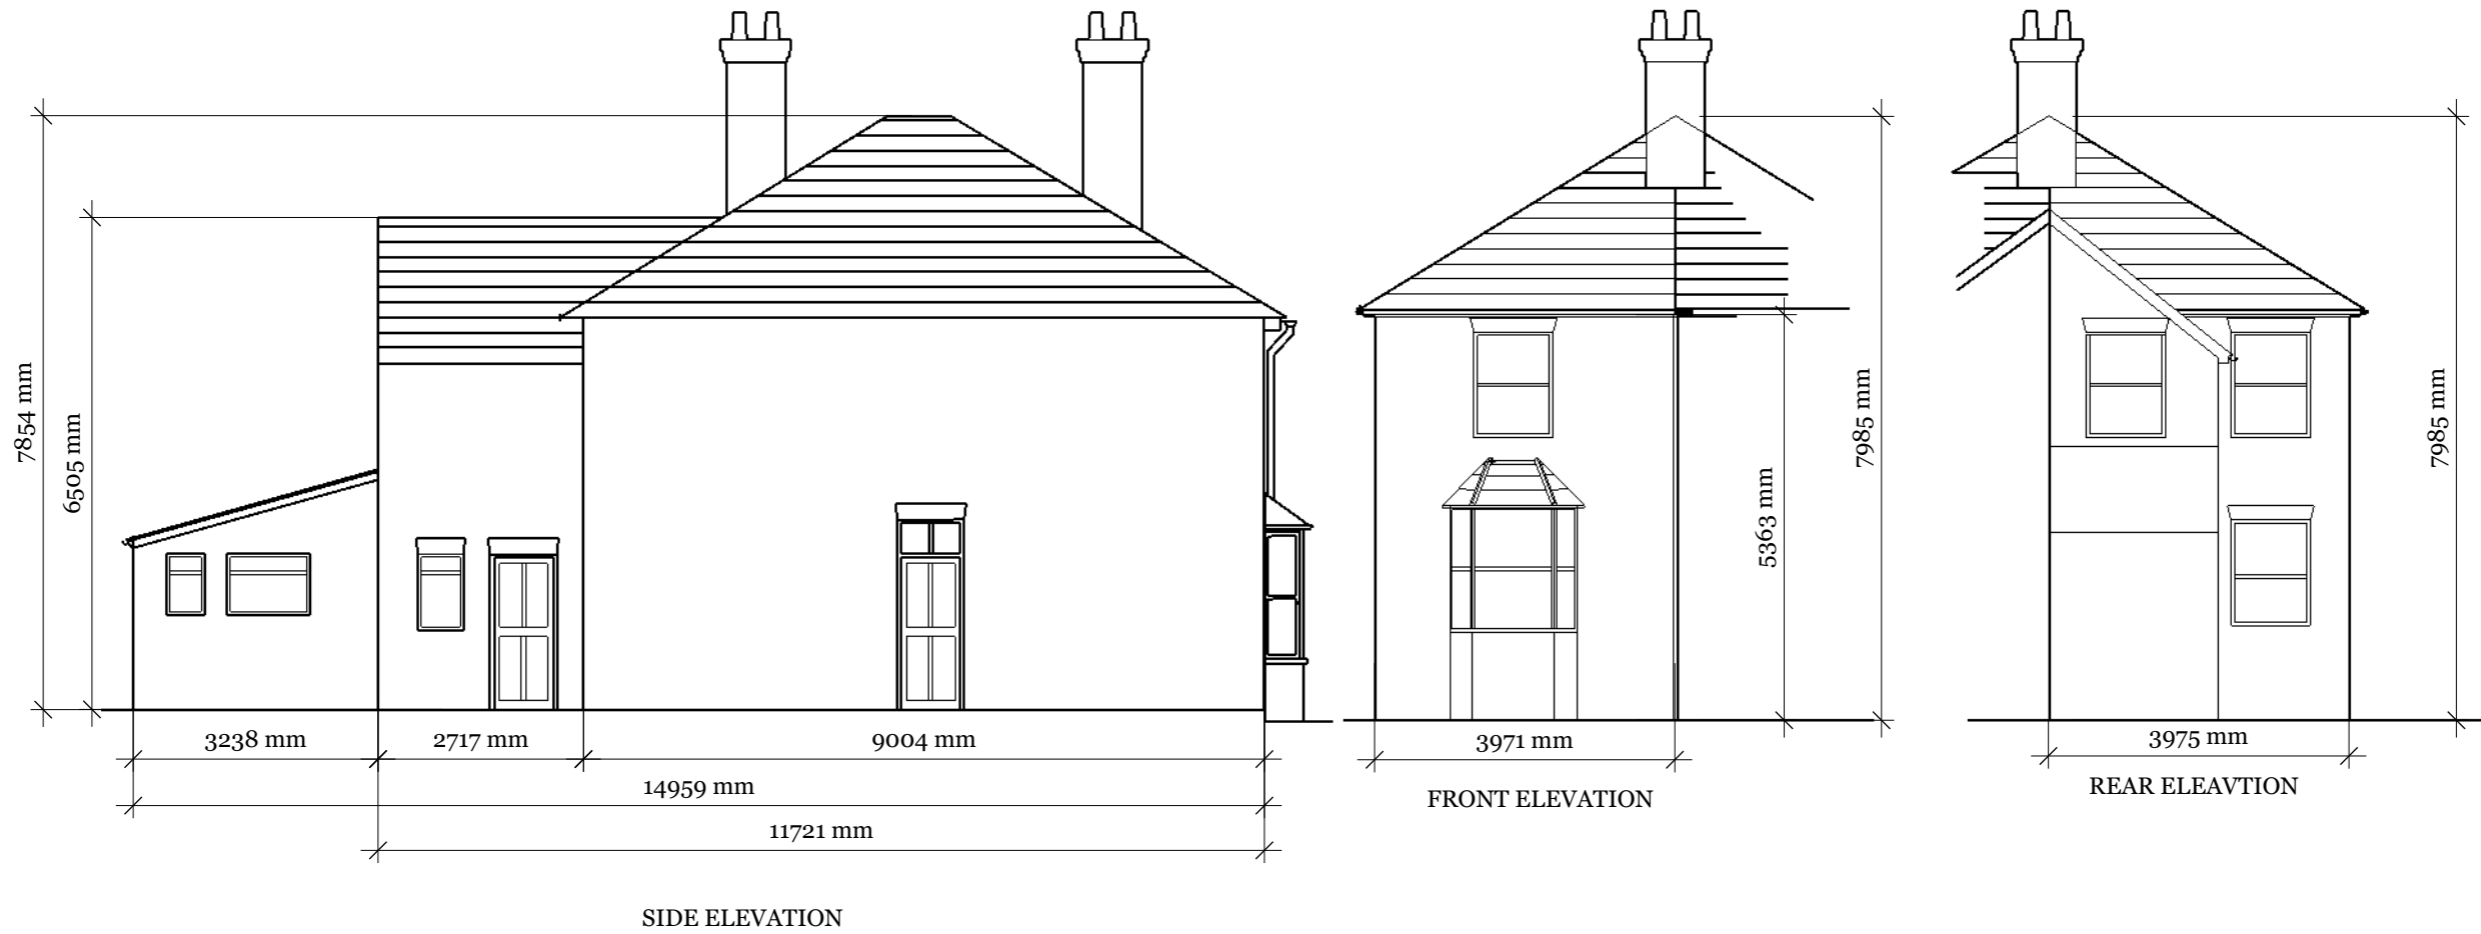 7854 mm
6505 mm
3238 mm
2717 mm
9004 mm
14959 mm
11721 mm
SIDE ELEVATION
5363 mm
7985 mm
3971 mm
FRONT ELEVATION
7985 mm
3975 mm
REAR ELEAVTION